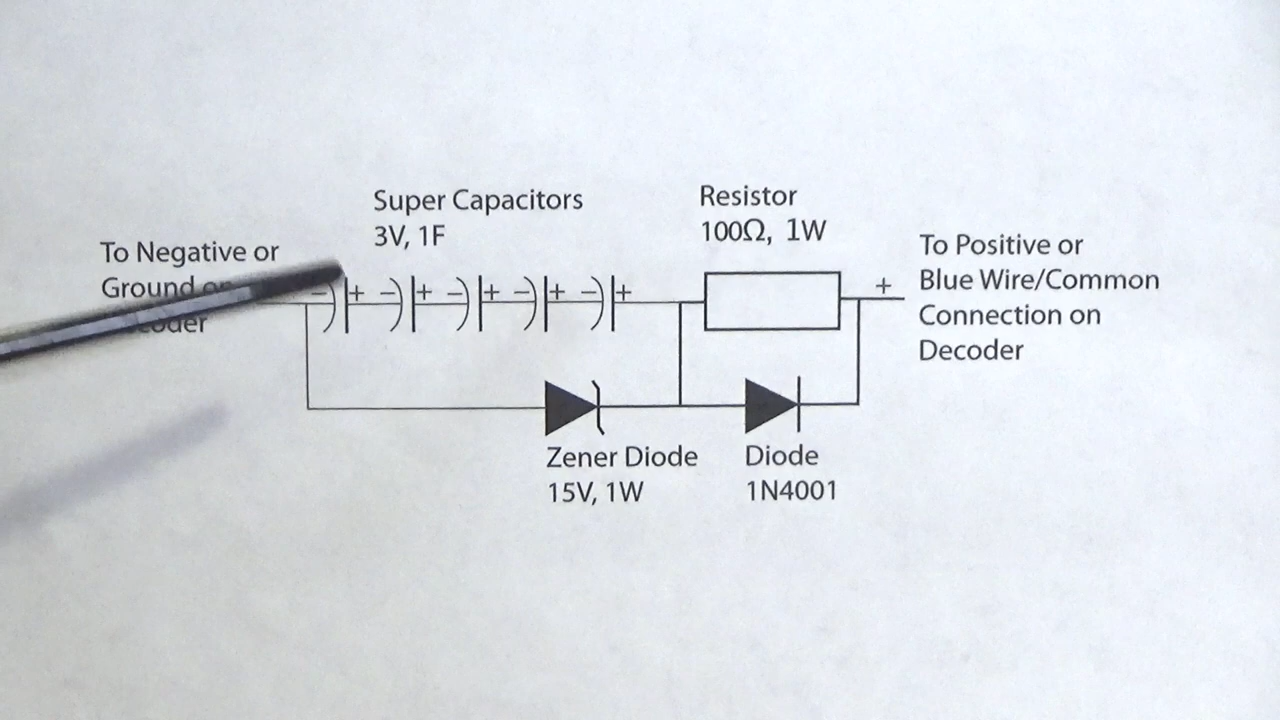 Super Capacitors
3V, 1F
Resistor
100Ω, 1W
To Negative or
Ground
To Positive or
Blue Wire/Common
Connection on
Decoder
− + − + − + − + − +
+
Zener Diode
15V, 1W
Diode
1N4001